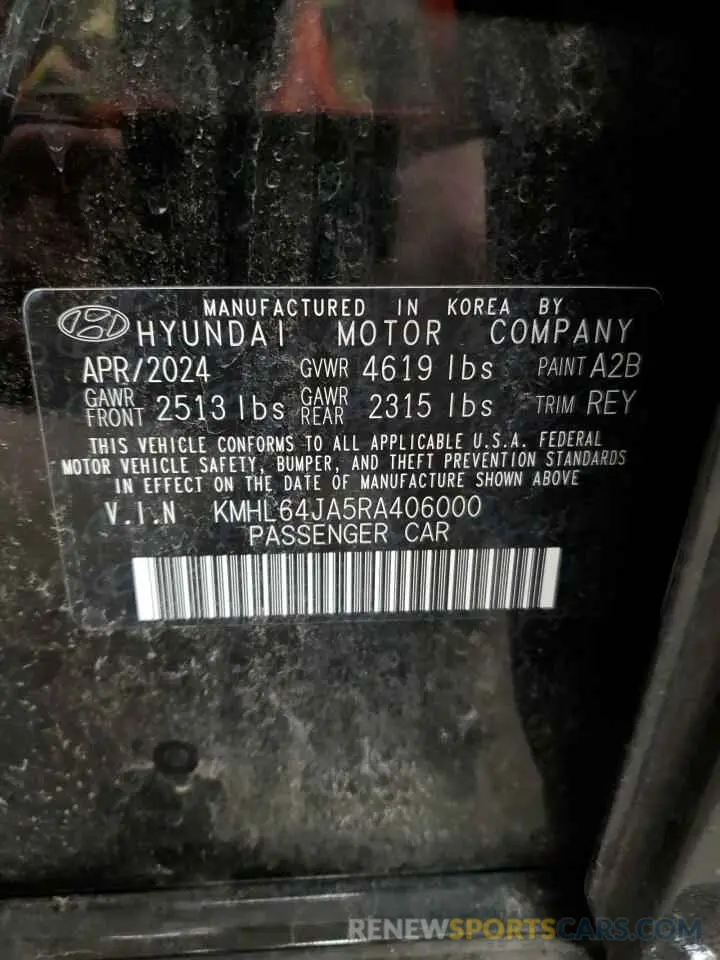 MANUFACTURED IN KOREA BY
HYUNDAI MOTOR COMPANY
APR/2024 GVWR 4619 lbs PAINT A2B
GAWR FRONT 2513 lbs GAWR REAR 2315 lbs TRIM REY
THIS VEHICLE CONFORMS TO ALL APPLICABLE U.S.A. FEDERAL
MOTOR VEHICLE SAFETY, BUMPER, AND THEFT PREVENTION STANDARDS
IN EFFECT ON THE DATE OF MANUFACTURE SHOWN ABOVE
V.I.N KMHL64JA5RA406000
PASSENGER CAR
RENEWSPORTSCARS.COM